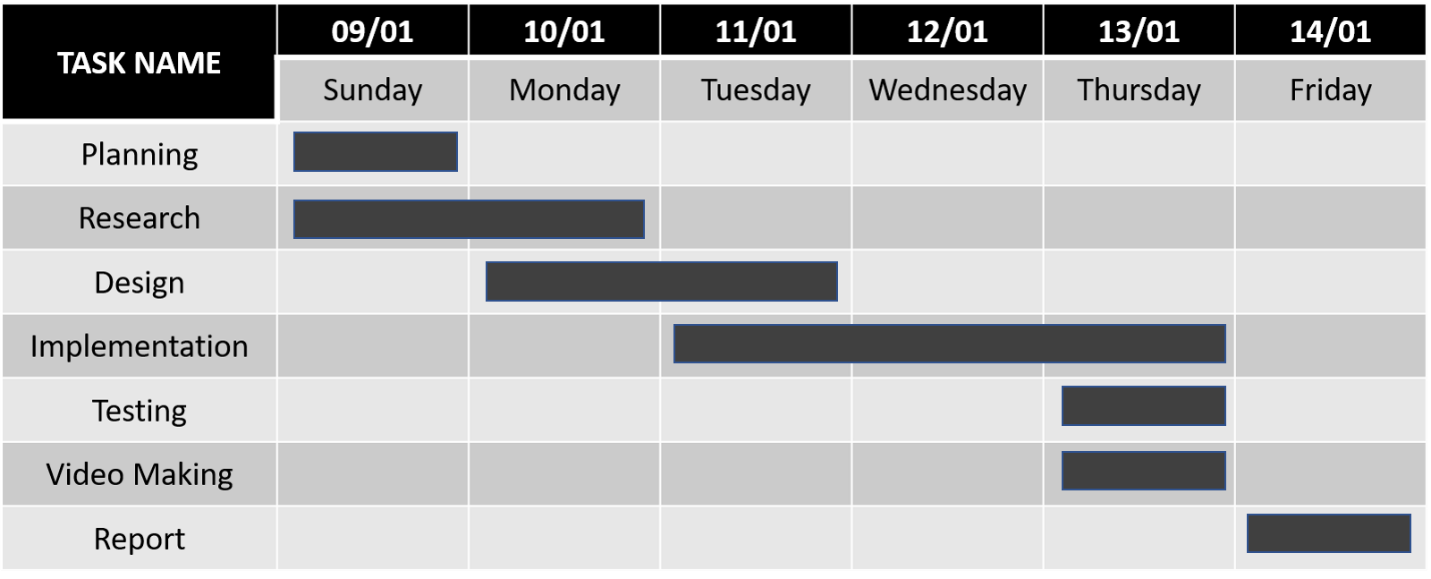 TASK NAME
09/01 10/01 11/01 12/01 13/01 14/01
Sunday Monday Tuesday Wednesday Thursday Friday
Planning
Research
Design
Implementation
Testing
Video Making
Report